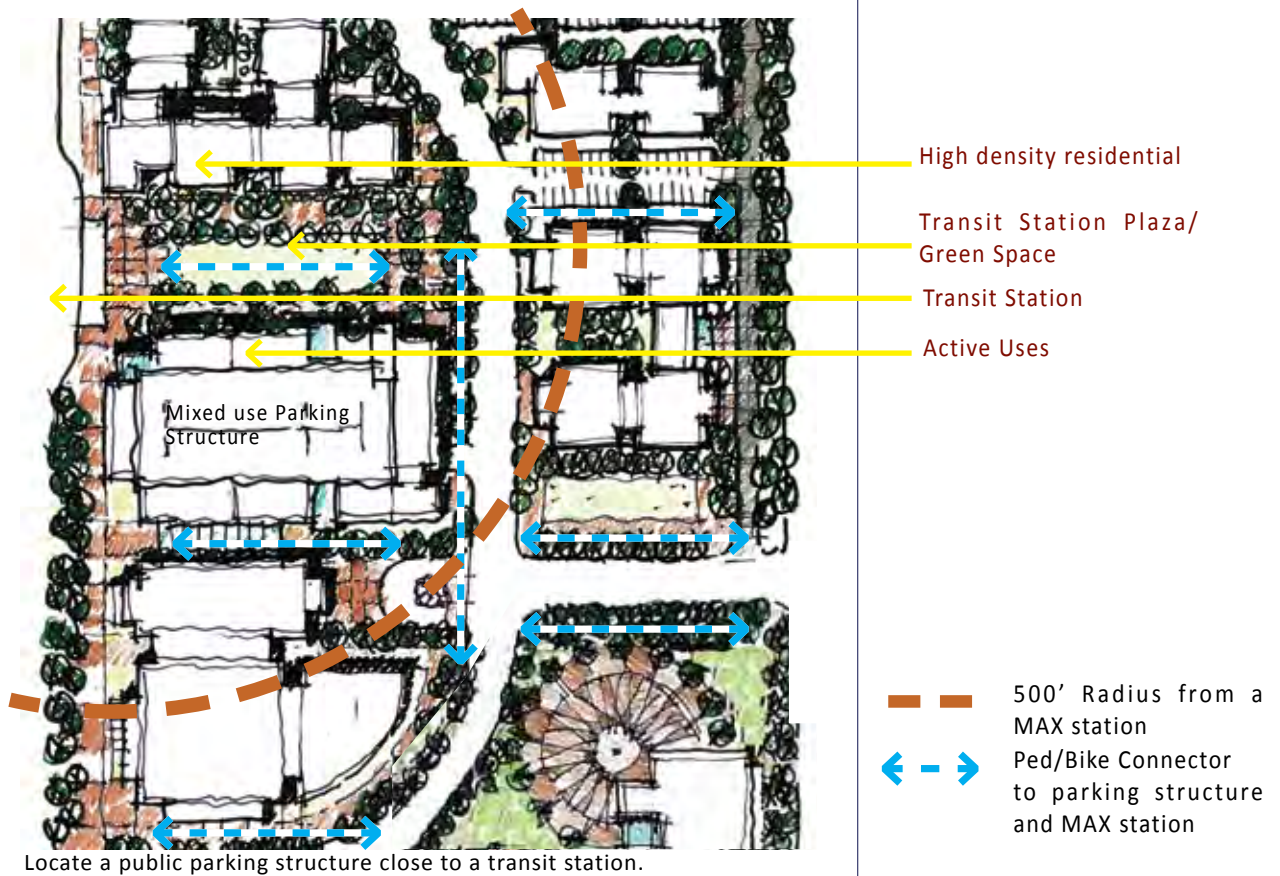 High density residential
Transit Station Plaza/
Green Space
Transit Station
Active Uses
Mixed use Parking
Structure
500' Radius from a
MAX station
Ped/Bike Connector
to parking structure
and MAX station
Locate a public parking structure close to a transit station.